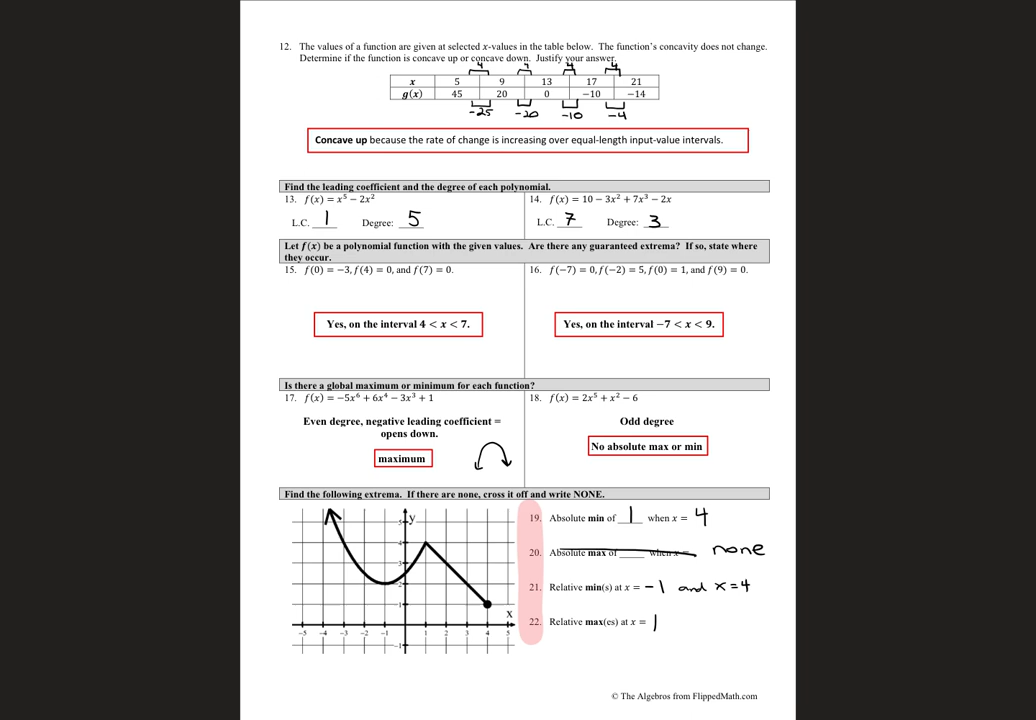 12. The values of a function are given at selected x-values in the table below. The function's concavity does not change.
Determine if the function is concave up or concave down. Justify your answer.
4 4 4 4
x 5 9 13 17 21
g(x) 45 20 0 −10 −14
-25 -20 -10 -4
Concave up because the rate of change is increasing over equal-length input-value intervals.
Find the leading coefficient and the degree of each polynomial.
13. f(x) = x⁵ − 2x²
L.C. 1 Degree: 5
14. f(x) = 10 − 3x² + 7x³ − 2x
L.C. 7 Degree: 3
Let f(x) be a polynomial function with the given values. Are there any guaranteed extrema? If so, state where
they occur.
15. f(0) = −3, f(4) = 0, and f(7) = 0.
Yes, on the interval 4 < x < 7.
16. f(−7) = 0, f(−2) = 5, f(0) = 1, and f(9) = 0.
Yes, on the interval −7 < x < 9.
Is there a global maximum or minimum for each function?
17. f(x) = −5x⁶ + 6x⁴ − 3x³ + 1
Even degree, negative leading coefficient =
opens down.
maximum
18. f(x) = 2x⁵ + x² − 6
Odd degree
No absolute max or min
Find the following extrema. If there are none, cross it off and write NONE.
y
5
4
3
2
1
x
−5 −4 −3 −2 −1 1 2 3 4 5
−1
19. Absolute min of 1 when x = 4
20. Absolute max of ____ when x = none
21. Relative min(s) at x = -1 and x=4
22. Relative max(es) at x = 1
© The Algebros from FlippedMath.com